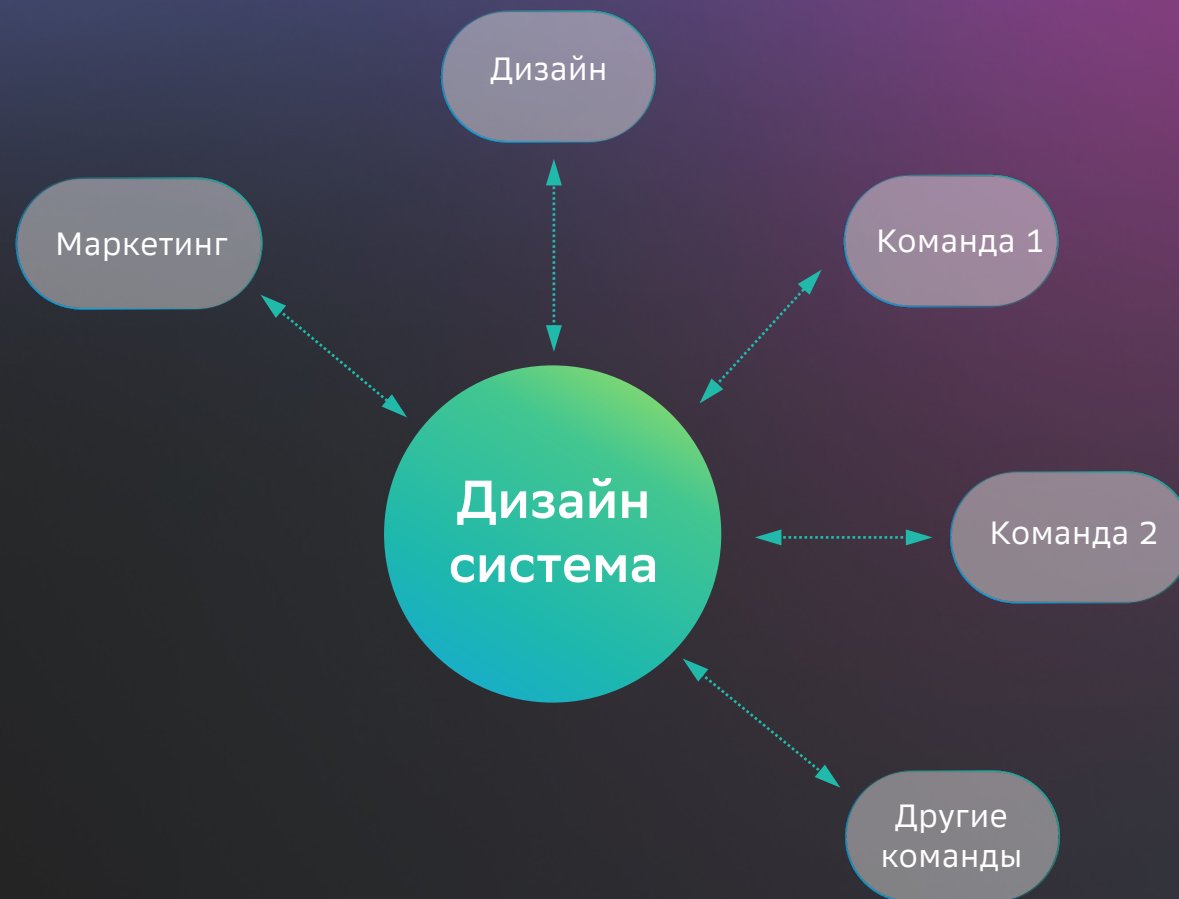 Дизайн
Маркетинг
Команда 1
Дизайн
система
Команда 2
Другие
команды